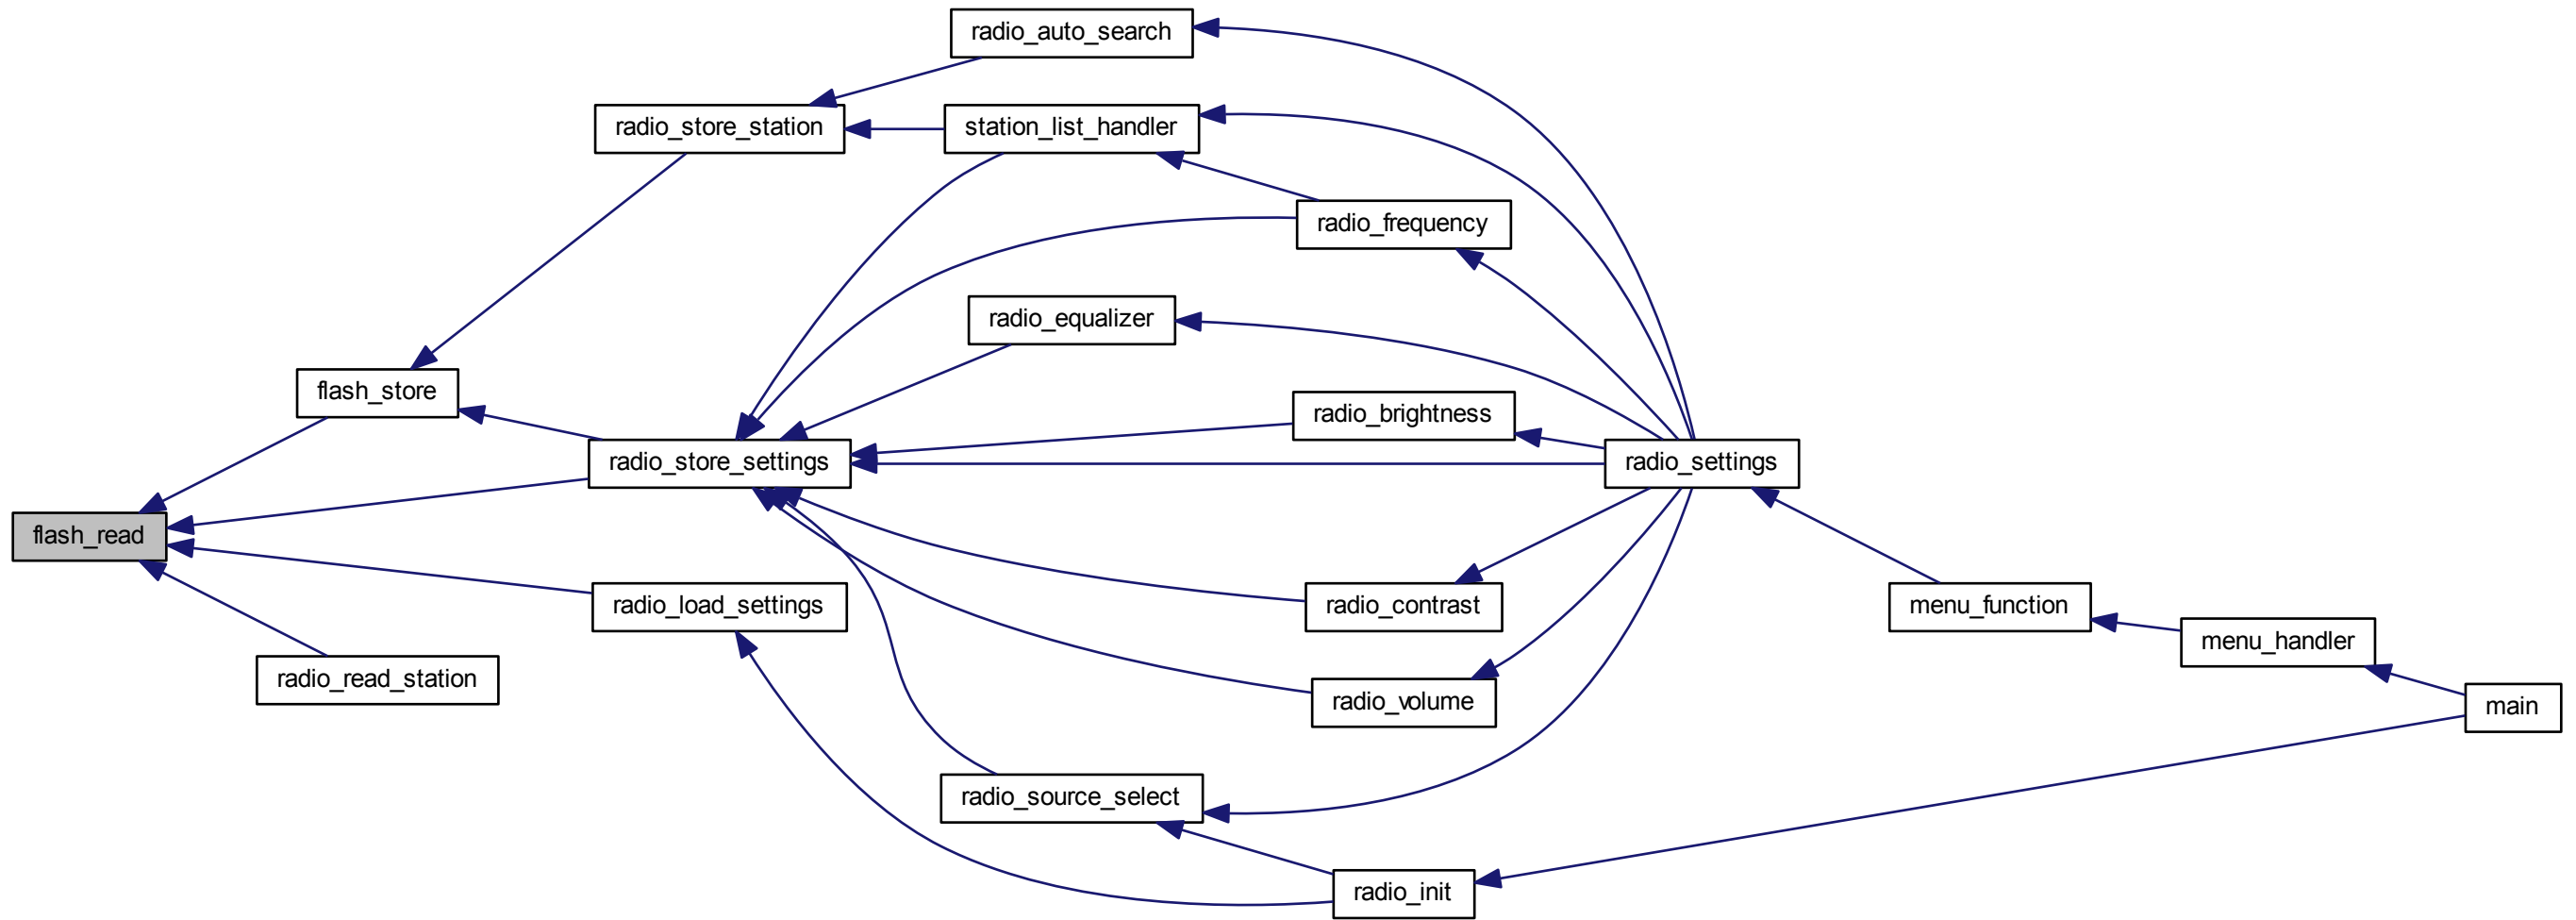 radio_auto_search
radio_store_station
station_list_handler
radio_frequency
radio_equalizer
flash_store
radio_brightness
radio_store_settings
radio_settings
flash_read
radio_load_settings
radio_contrast
menu_function
menu_handler
radio_read_station
radio_volume
main
radio_source_select
radio_init